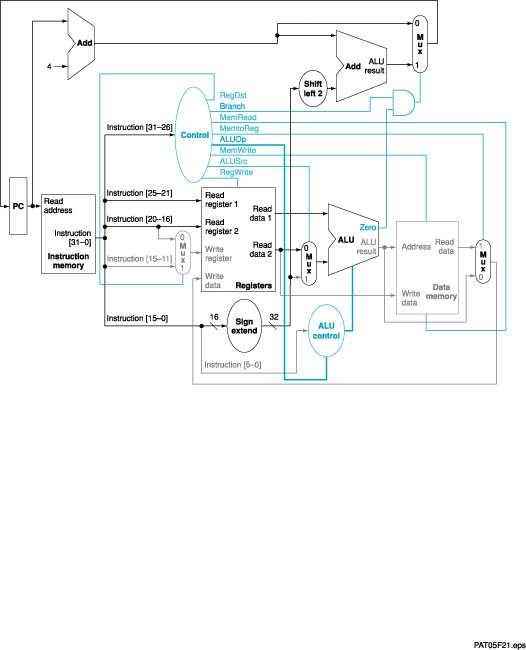 0
M
u
x
1
Add
ALU
result
Add
4
Shift
left 2
RegDst
Branch
MemRead
MemtoReg
ALUOp
MemWrite
ALUSrc
RegWrite
Control
Instruction [31–26]
Instruction [25–21]
Instruction [20–16]
Instruction [15–11]
Instruction [15–0]
Instruction [5–0]
PC
Read
address
Instruction
[31–0]
Instruction
memory
0
M
u
x
1
Read
register 1
Read
register 2
Write
register
Write
data
Read
data 1
Read
data 2
Registers
0
M
u
x
1
Zero
ALU
ALU
result
Address
Read
data
Write
data
Data
memory
1
M
u
x
0
16
Sign
extend
32
ALU
control
PAT05F21.eps